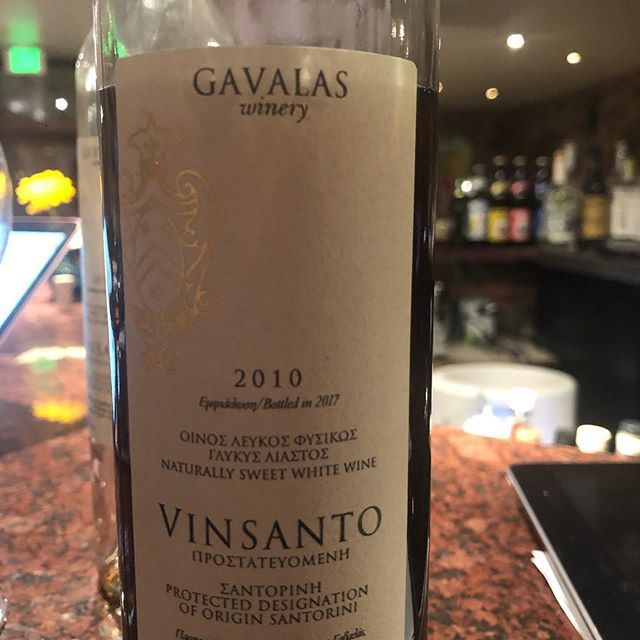 GAVALAS
winery
2010
Εμφιάλωση/Bottled in 2017
ΟΙΝΟΣ ΛΕΥΚΟΣ ΦΥΣΙΚΩΣ
ΓΛΥΚΥΣ ΛΙΑΣΤΟΣ
NATURALLY SWEET WHITE WINE
VINSANTO
ΠΡΟΣΤΑΤΕΥΟΜΕΝΗ
ΣΑΝΤΟΡΙΝΗ
PROTECTED DESIGNATION
OF ORIGIN SANTORINI